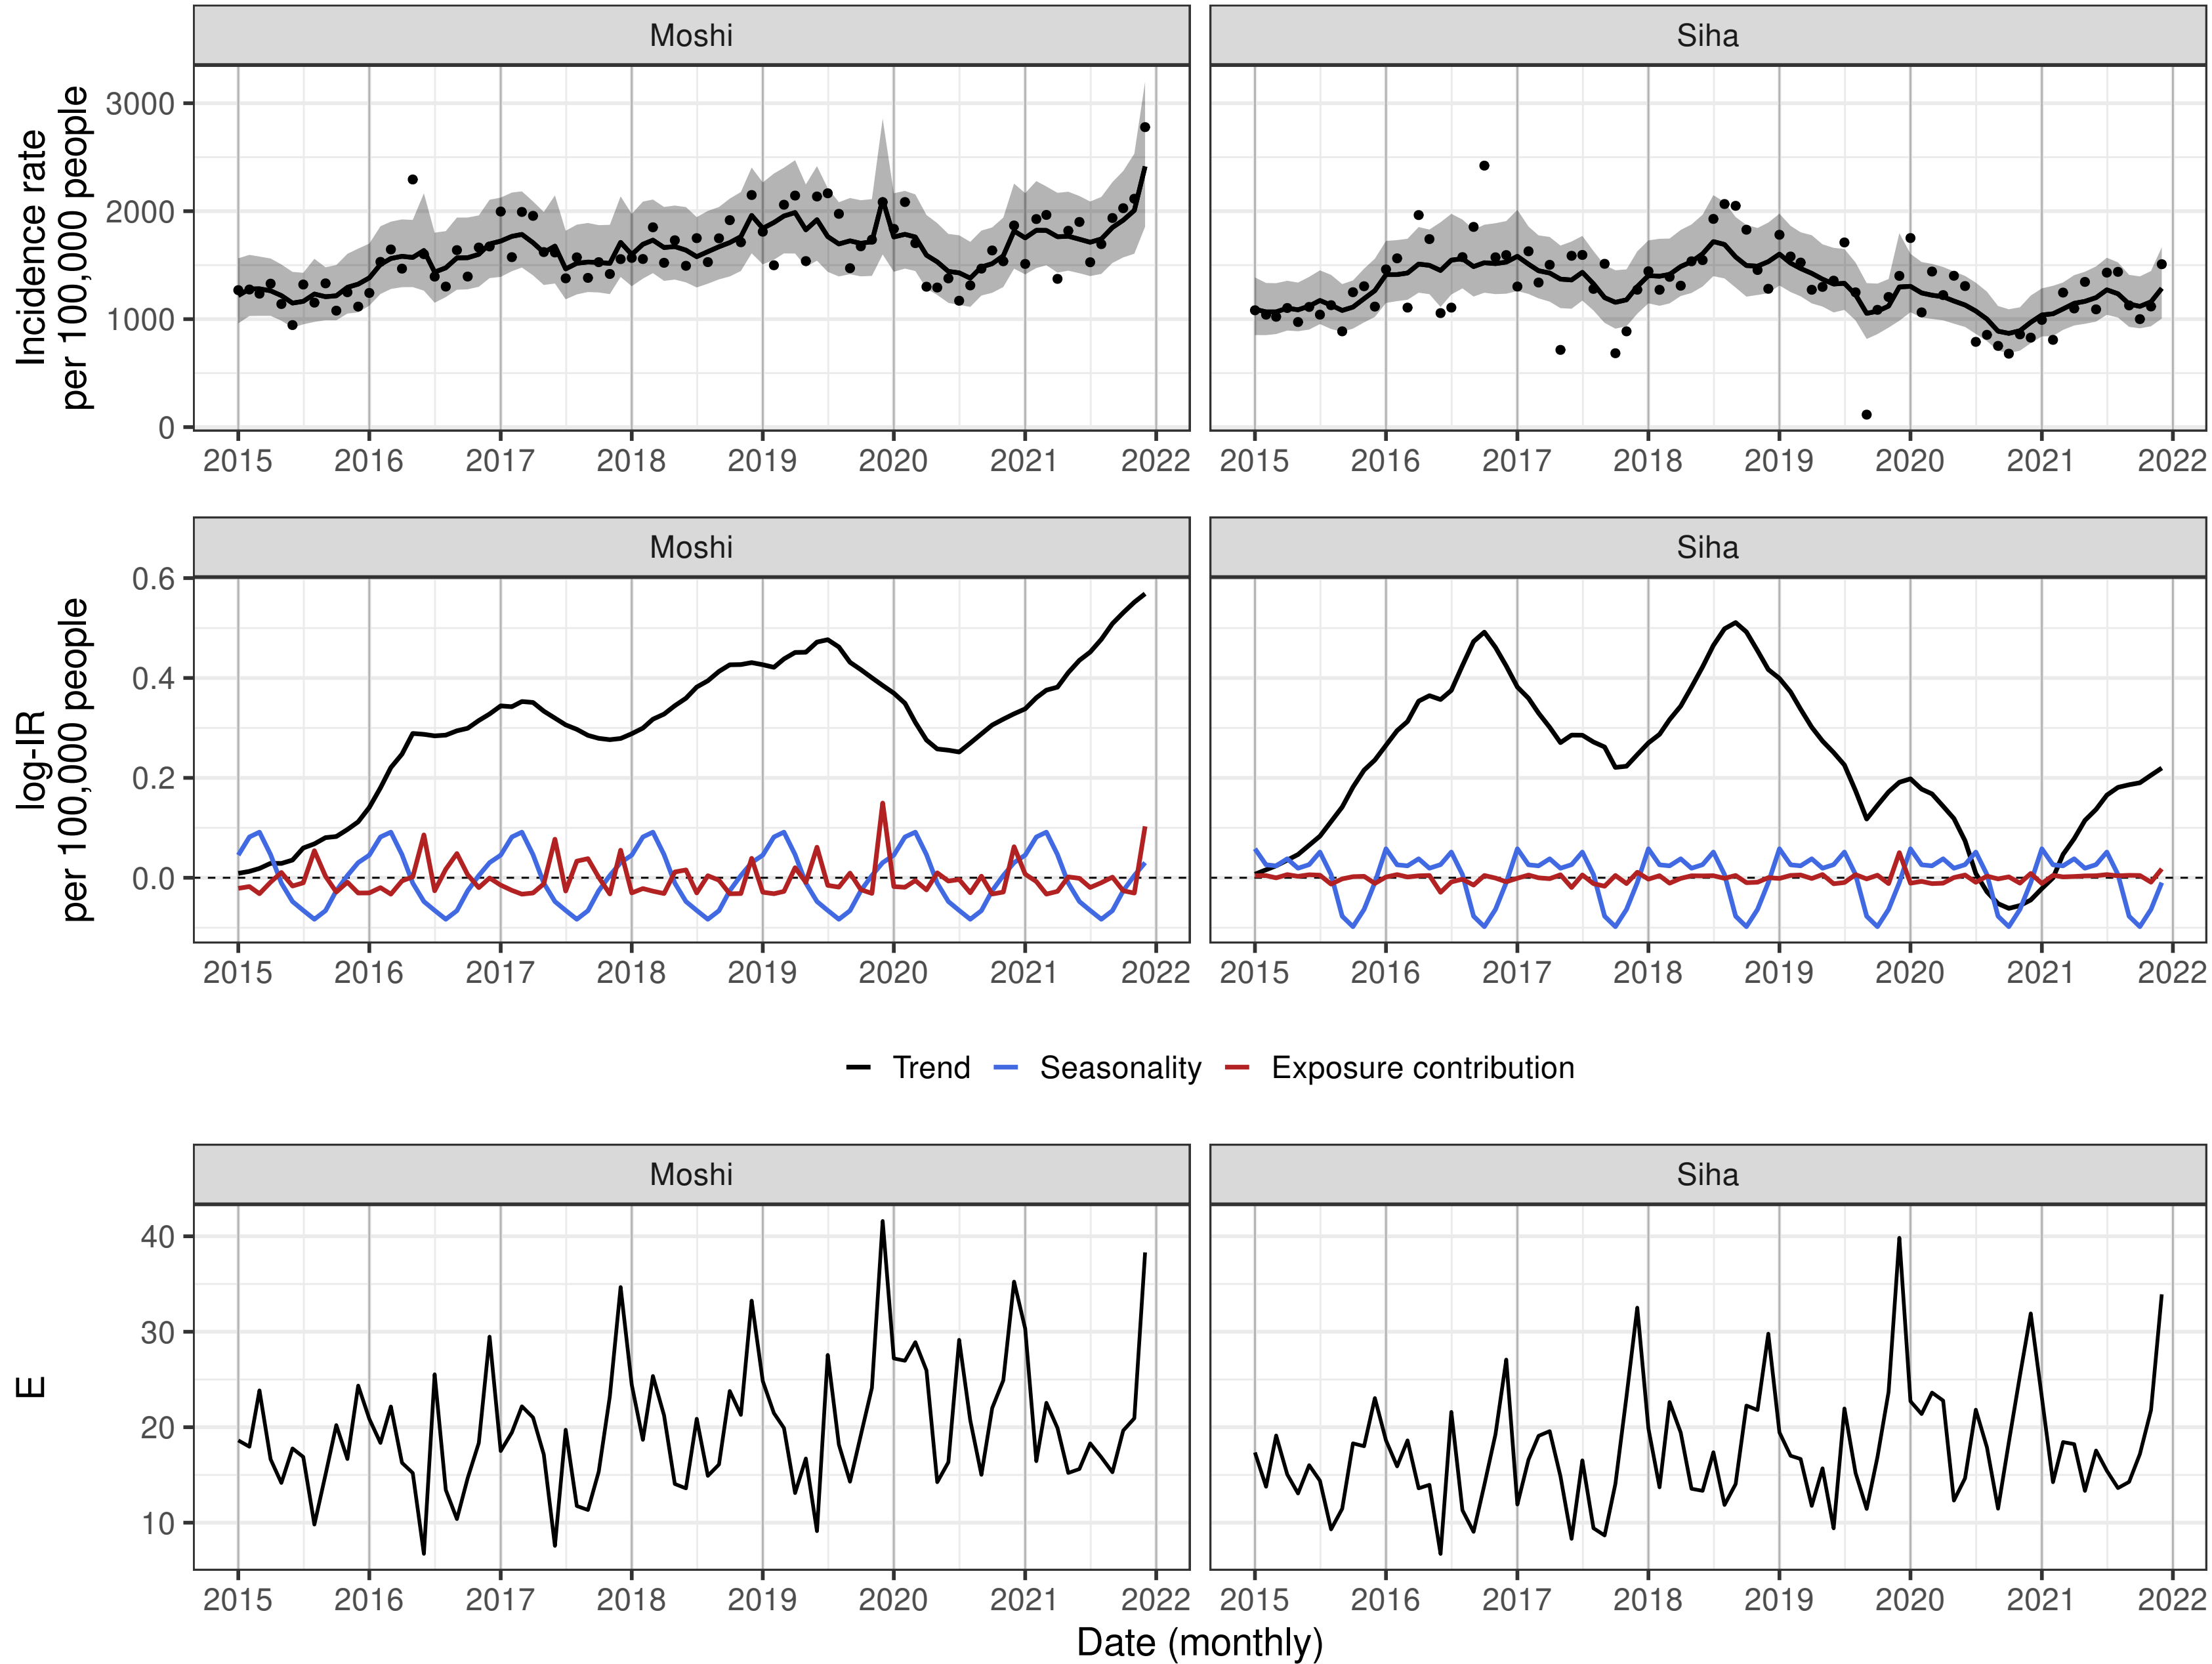 Moshi Siha
Incidence rate
per 100,000 people
3000
2000
1000
0
2015 2016 2017 2018 2019 2020 2021 2022 2015 2016 2017 2018 2019 2020 2021 2022
Moshi Siha
log-IR
per 100,000 people
0.6
0.4
0.2
0.0
2015 2016 2017 2018 2019 2020 2021 2022 2015 2016 2017 2018 2019 2020 2021 2022
Trend Seasonality Exposure contribution
Moshi Siha
E
40
30
20
10
2015 2016 2017 2018 2019 2020 2021 2022 2015 2016 2017 2018 2019 2020 2021 2022
Date (monthly)